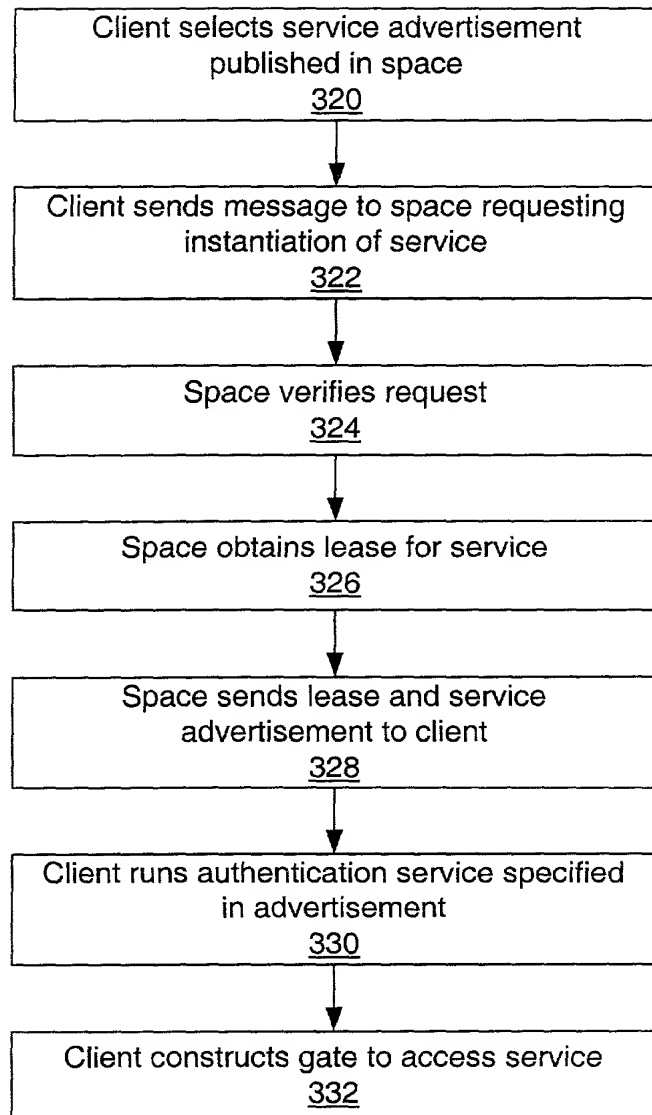 Client selects service advertisement
published in space
320
Client sends message to space requesting
instantiation of service
322
Space verifies request
324
Space obtains lease for service
326
Space sends lease and service
advertisement to client
328
Client runs authentication service specified
in advertisement
330
Client constructs gate to access service
332